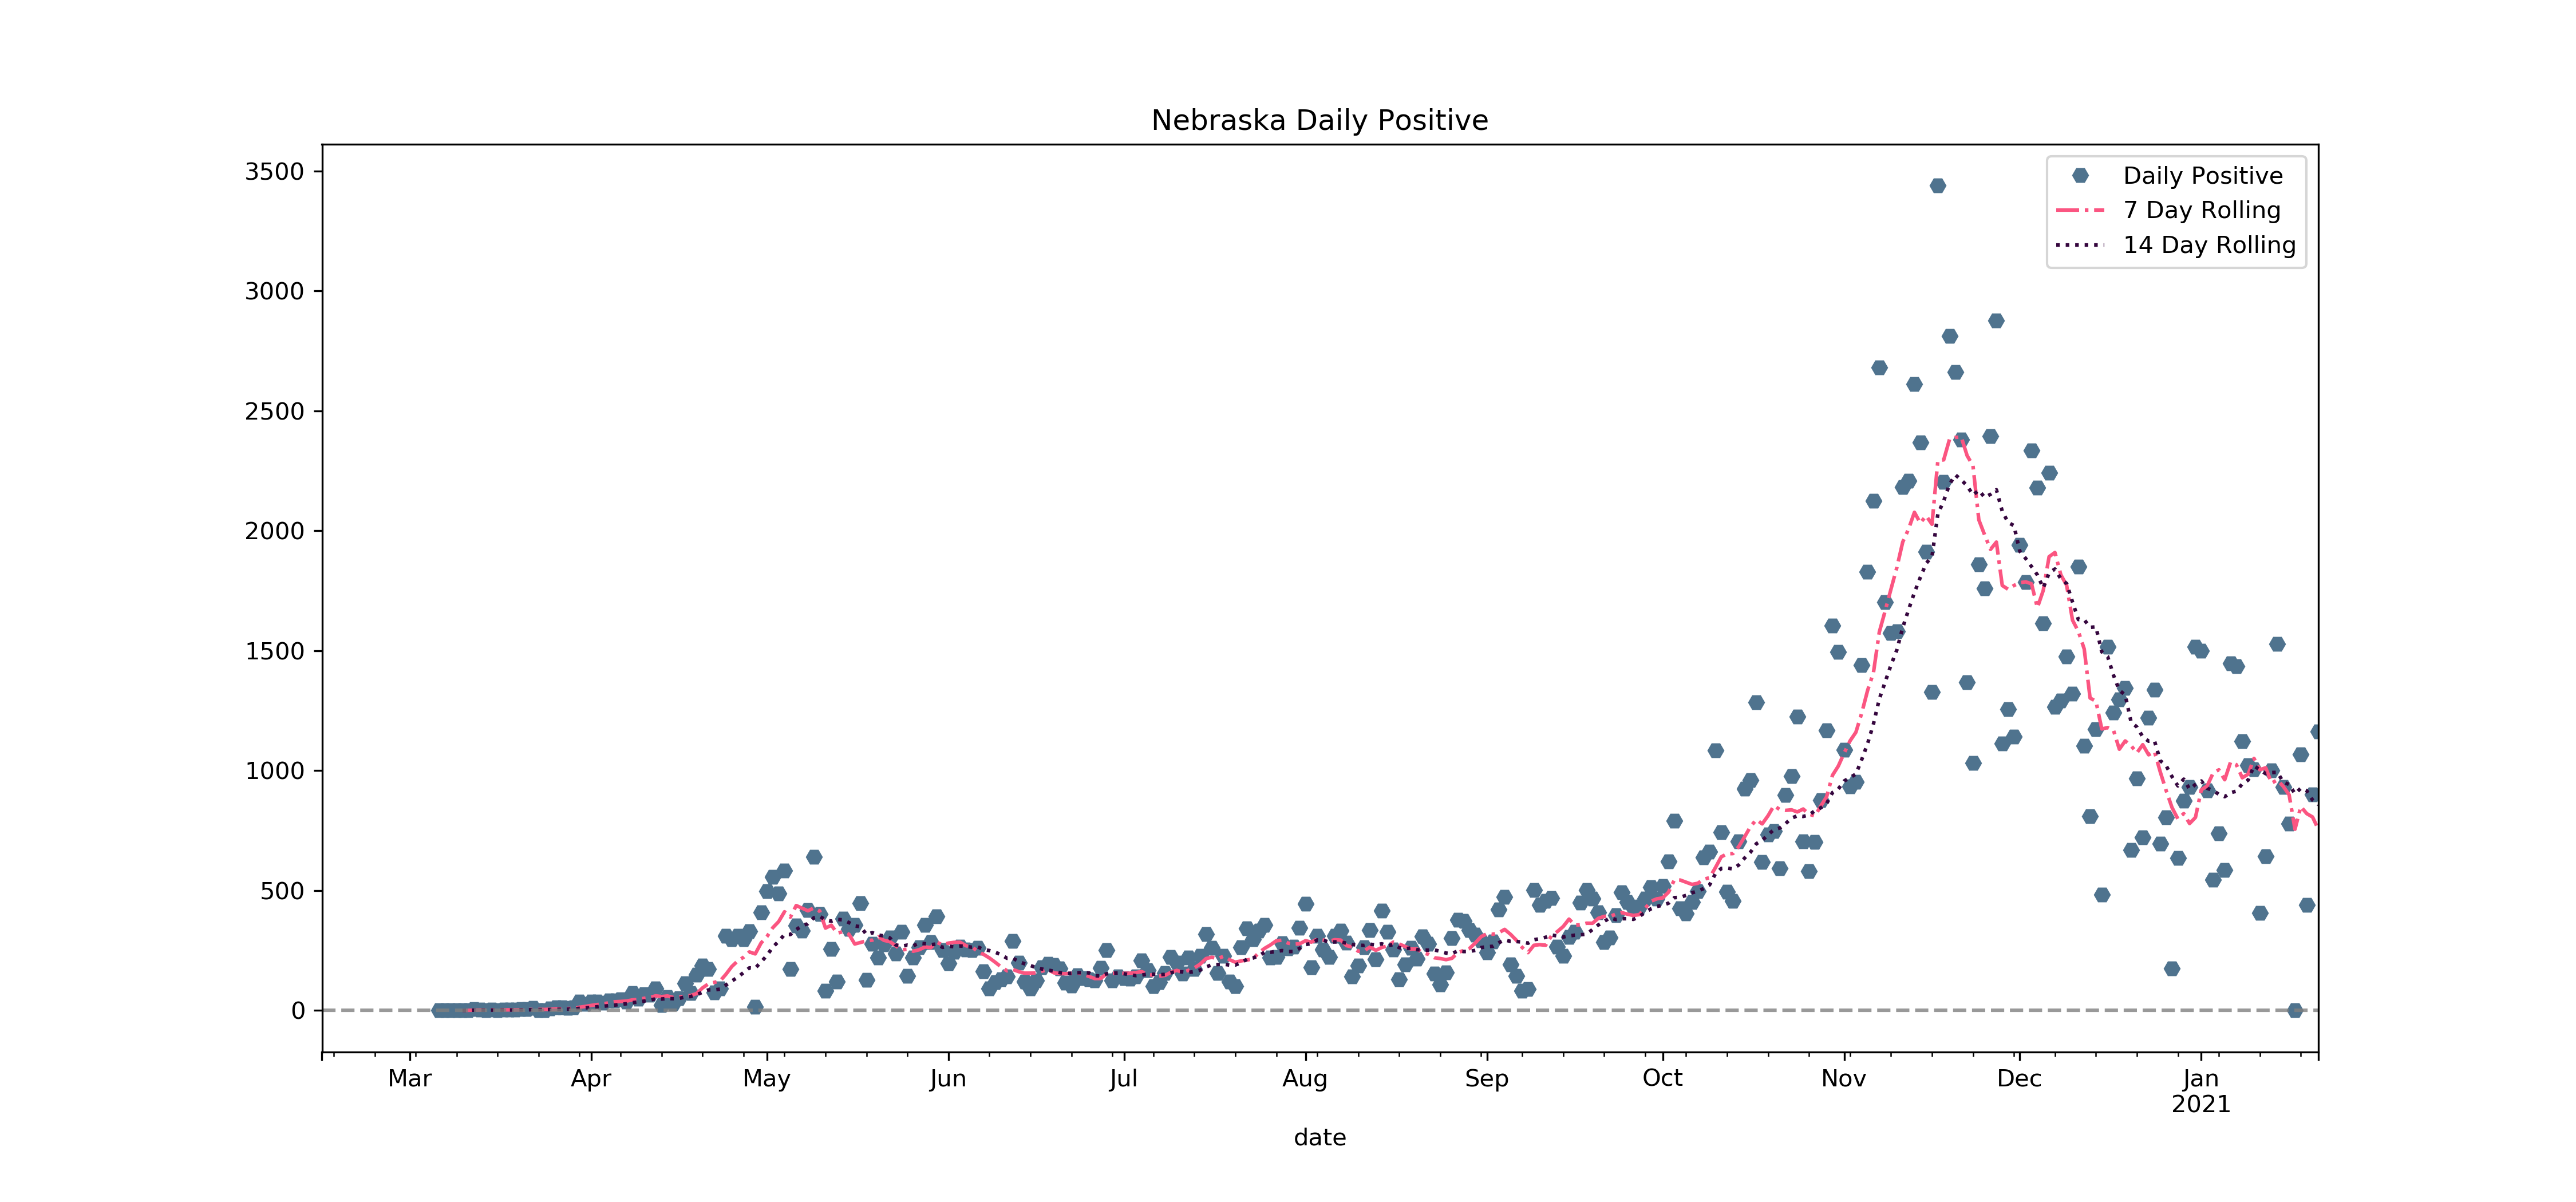 Nebraska Daily Positive
3500
3000
2500
2000
1500
1000
500
0
Daily Positive
7 Day Rolling
14 Day Rolling
Mar Apr May Jun Jul Aug Sep Oct Nov Dec Jan
2021
date